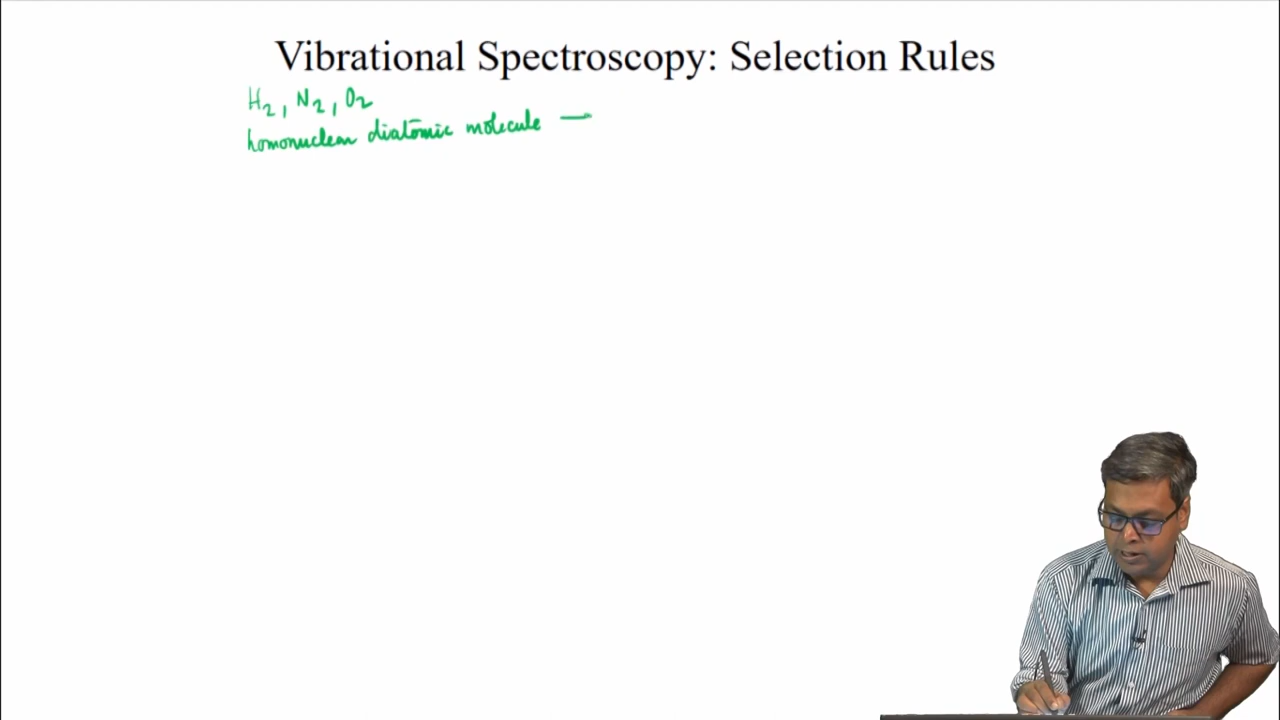 Vibrational Spectroscopy: Selection Rules
H₂, N₂, O₂
homonuclear diatomic molecule —